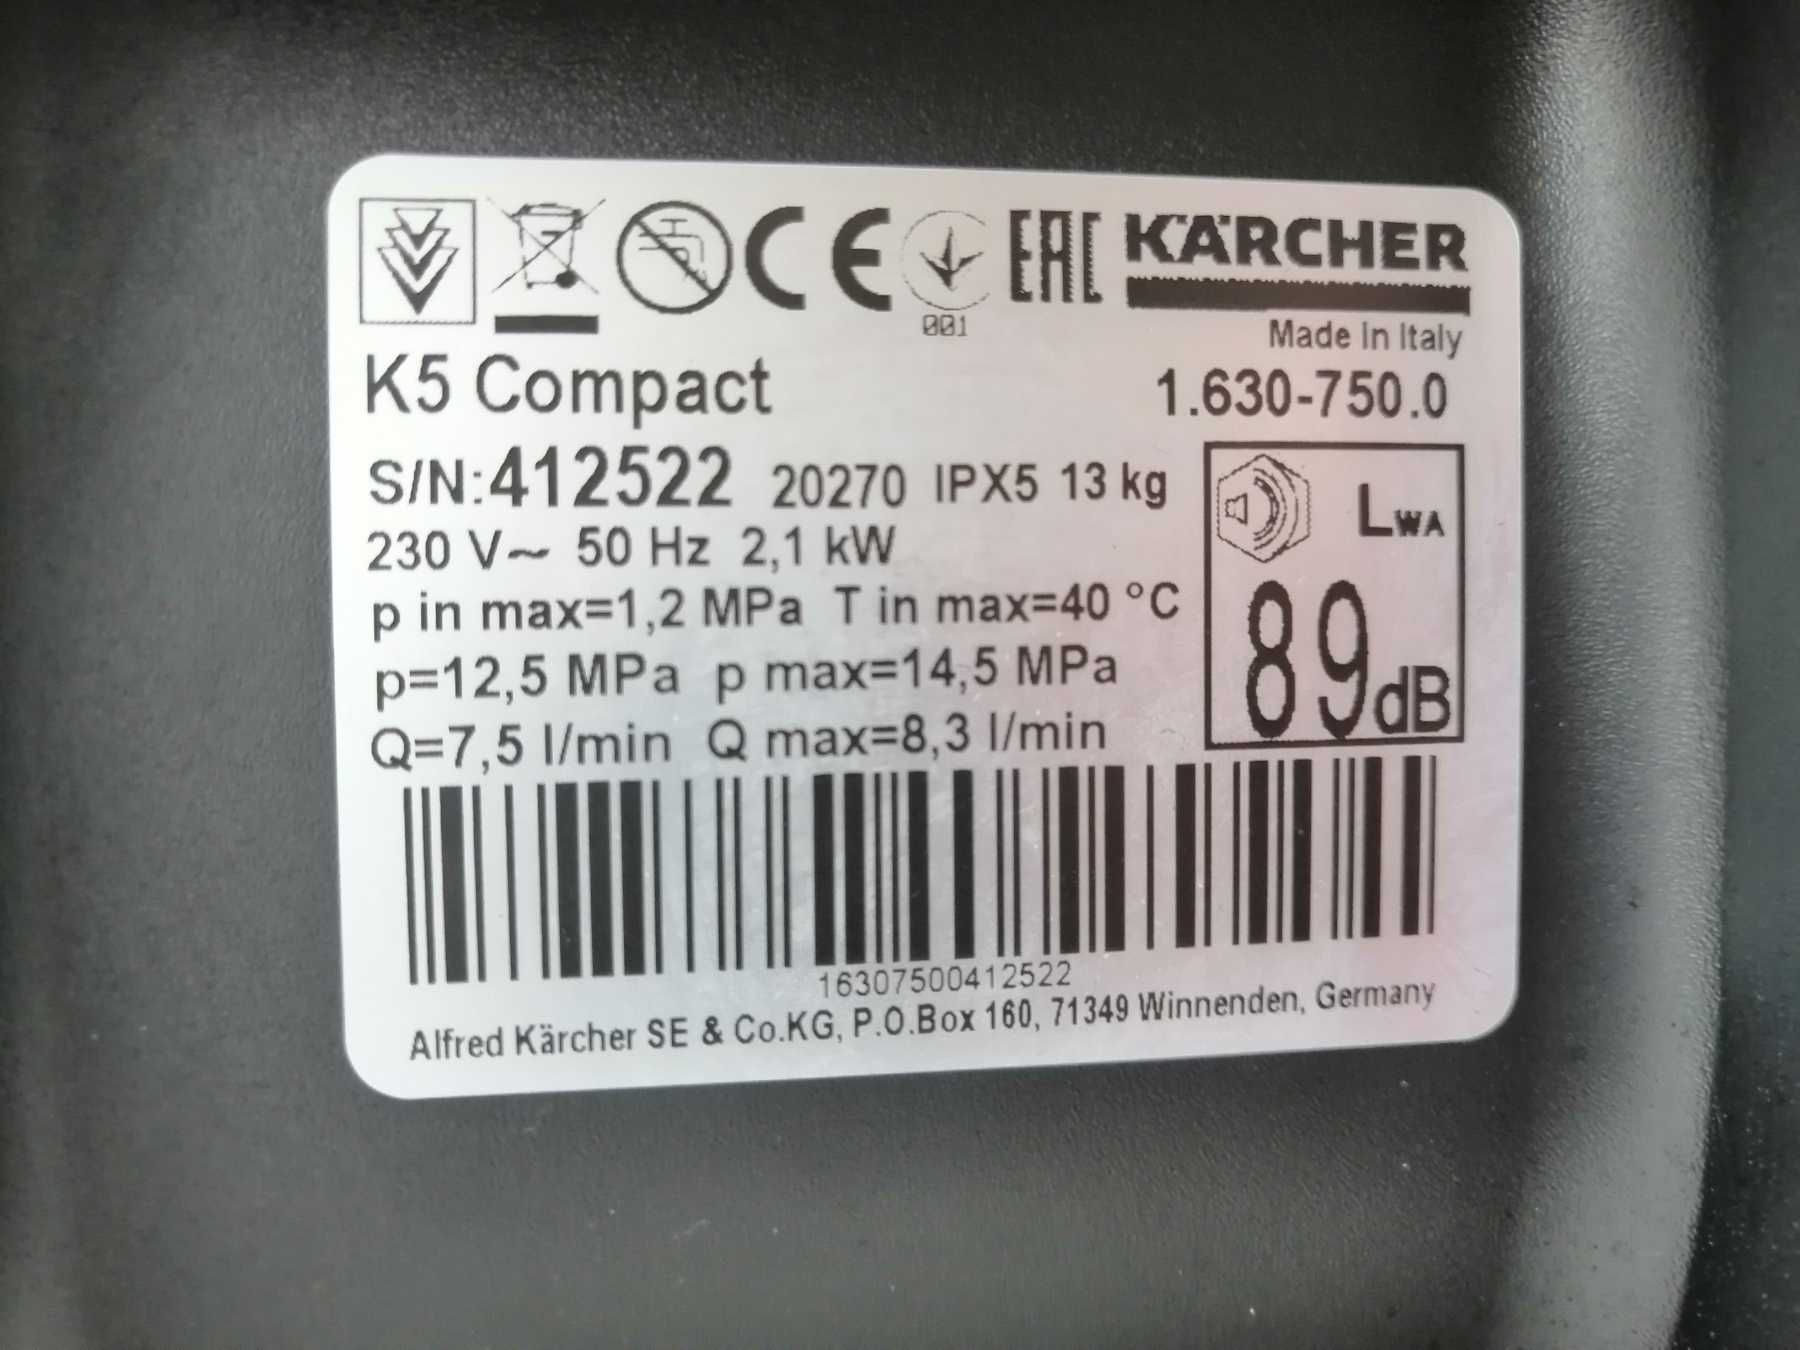 CE EAC KÄRCHER
001
Made in Italy
K5 Compact 1.630-750.0
S/N:412522 20270 IPX5 13 kg
LWA
230 V~ 50 Hz 2,1 kW
p in max=1,2 MPa T in max=40 °C
89dB
p=12,5 MPa p max=14,5 MPa
Q=7,5 l/min Q max=8,3 l/min
16307500412522
Alfred Kärcher SE & Co.KG, P.O.Box 160, 71349 Winnenden, Germany